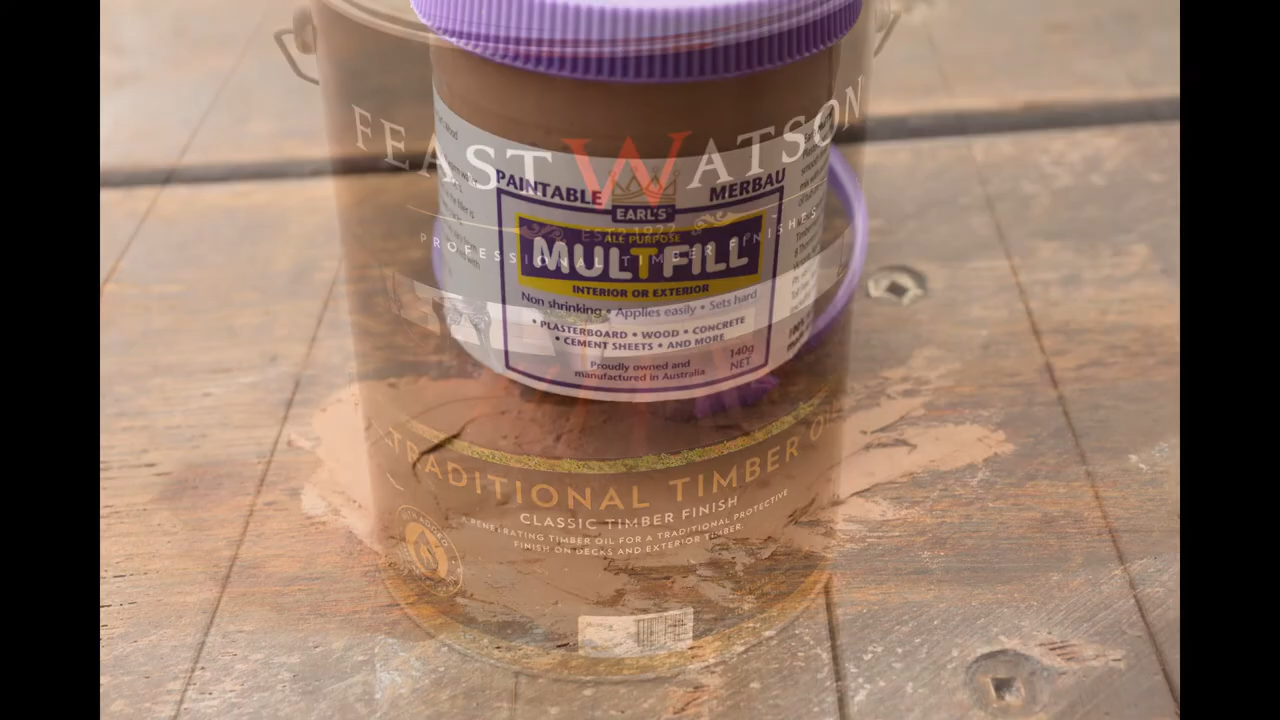 FEAST WATSON
PAINTABLE MERBAU
EARL'S
EST? 1922
ALL PURPOSE
PROFESSIONAL TIMBER FINISHES
MULTFILL
INTERIOR OR EXTERIOR
Non shrinking • Applies easily • Sets hard
• PLASTERBOARD • WOOD • CONCRETE
• CEMENT SHEETS • AND MORE
Proudly owned and
manufactured in Australia
140g
NET
TRADITIONAL TIMBER OIL
CLASSIC TIMBER FINISH
A PENETRATING TIMBER OIL FOR A TRADITIONAL PROTECTIVE
FINISH ON DECKS AND EXTERIOR TIMBER.